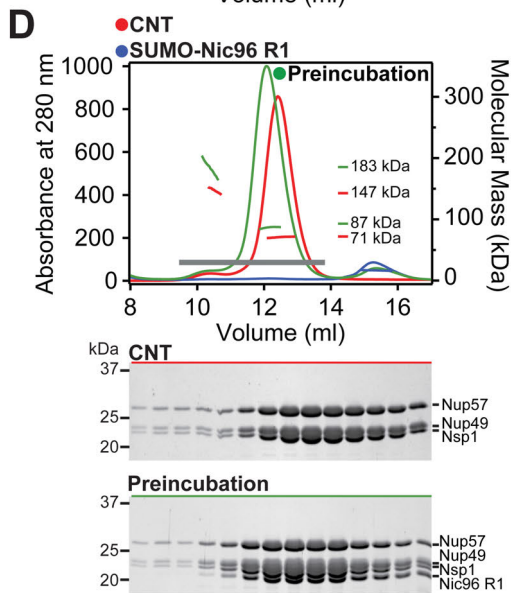 Volume (ml)
D
CNT
SUMO-Nic96 R1
Preincubation
Absorbance at 280 nm
1000
800
600
400
200
0
8
10
12
14
16
Volume (ml)
300
200
100
0
Molecular Mass (kDa)
183 kDa
147 kDa
87 kDa
71 kDa
kDa
CNT
37
25
20
Nup57
Nup49
Nsp1
Preincubation
37
25
20
Nup57
Nup49
Nsp1
Nic96 R1